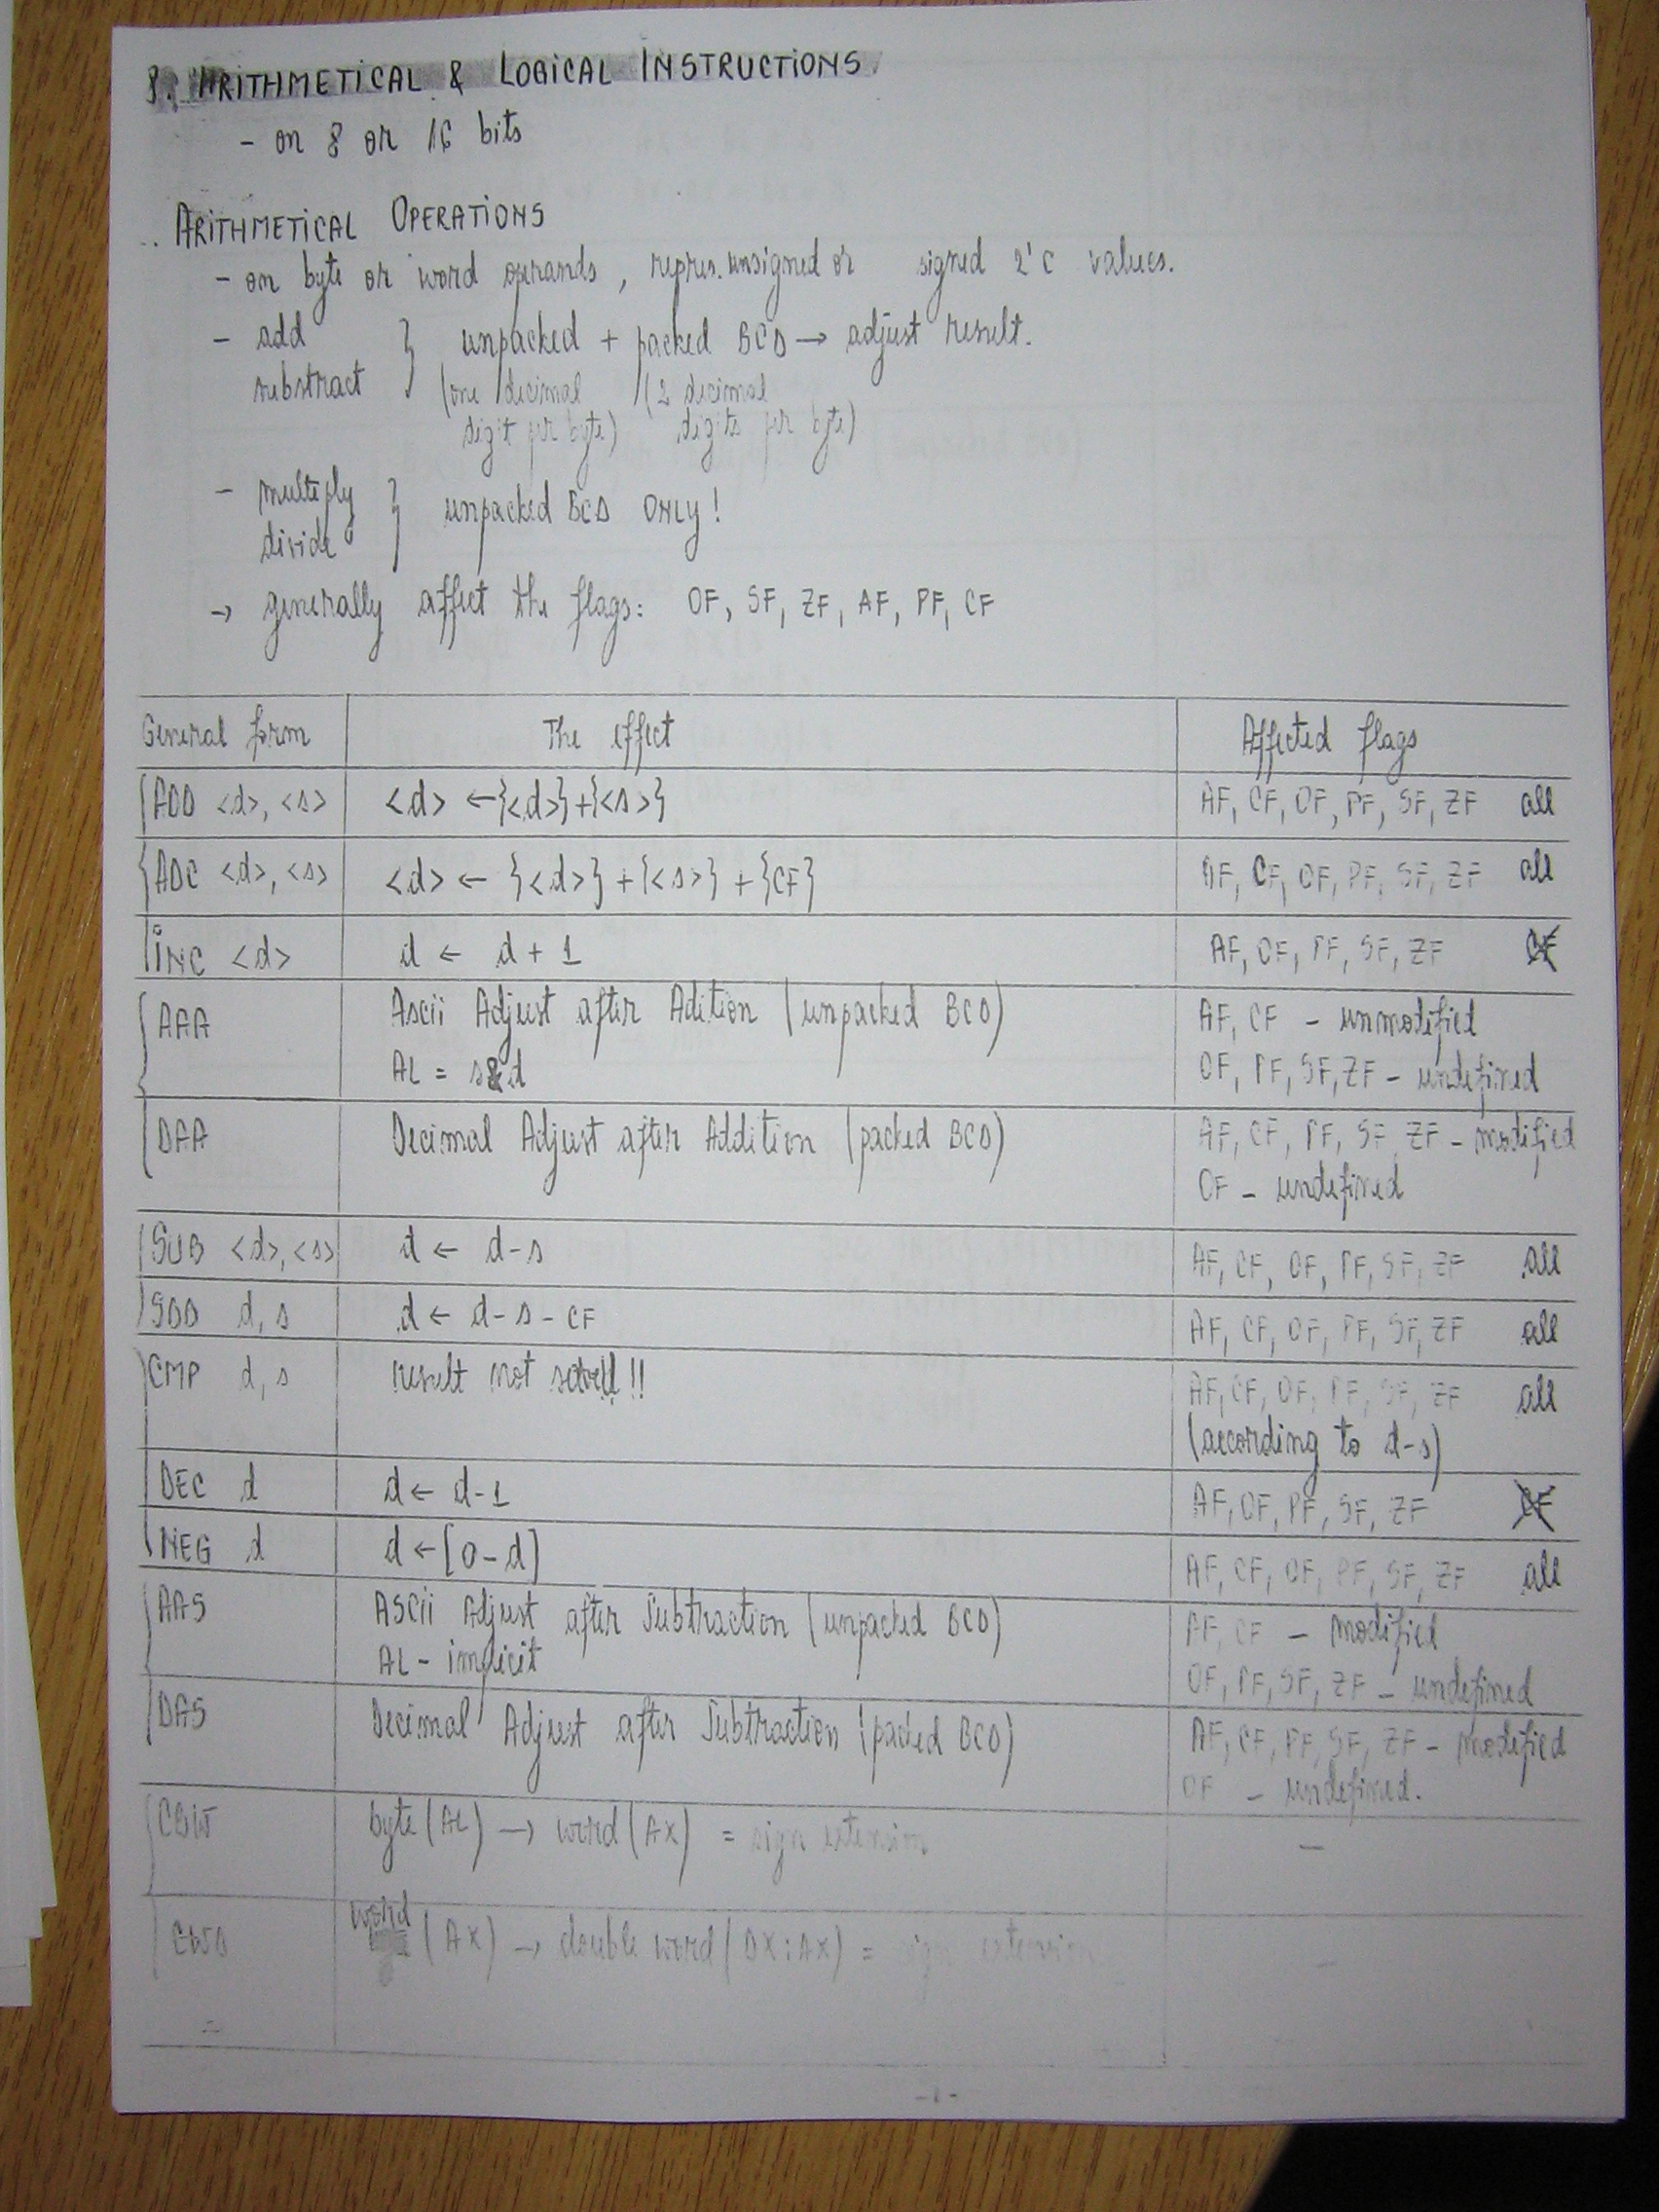 8. ARITHMETICAL & LOGICAL INSTRUCTIONS.
- on 8 or 16 bits
ARITHMETICAL OPERATIONS
- on byte or word operands, repres. unsigned or signed 2'C values.
- add } unpacked + packed BCD → adjust result.
substract (one decimal (2 decimal
digit per byte) digits per byte)
- multiply } unpacked BCD ONLY!
divide
→ generally affect the flags: OF, SF, ZF, AF, PF, CF
General form The effect Affected flags
ADD <d>, <s> <d> ← {<d>}+{<s>} AF, CF, OF, PF, SF, ZF all
ADC <d>, <s> <d> ← {<d>} + {<s>} + {CF} AF, CF, OF, PF, SF, ZF all
INC <d> d ← d + 1 AF, OF, PF, SF, ZF CF
AAA Ascii Adjust after Adition (unpacked BCD) AF, CF - unmodified
AL = s&d OF, PF, SF, ZF - undefined
DAA Decimal Adjust after Addition (packed BCD) AF, CF, PF, SF ZF - modified
OF - undefined
SUB <d>, <s> d ← d-s AF, CF, OF, PF, SF, ZF all
SBB d, s d ← d-s-CF AF, CF, OF, PF, SF, ZF all
CMP d, s result not saved!!! AF, CF, OF, PF, SF, ZF all
(according to d-s)
DEC d d ← d-1 AF, OF, PF, SF, ZF CF
NEG d d ← [0-d] AF, CF, OF, PF, SF, ZF all
AAS ASCii Adjust after Subtraction (unpacked BCD) AF, CF - modified
AL - implicit OF, PF, SF, ZF - undefined
DAS Decimal Adjust after Subtraction (packed BCD) AF, CF, PF, SF, ZF - modified
OF - undefined.
CBW byte (AL) → word (AX) = sign extension -
CWD word (AX) → double word (DX:AX) = sign extension -
-1-